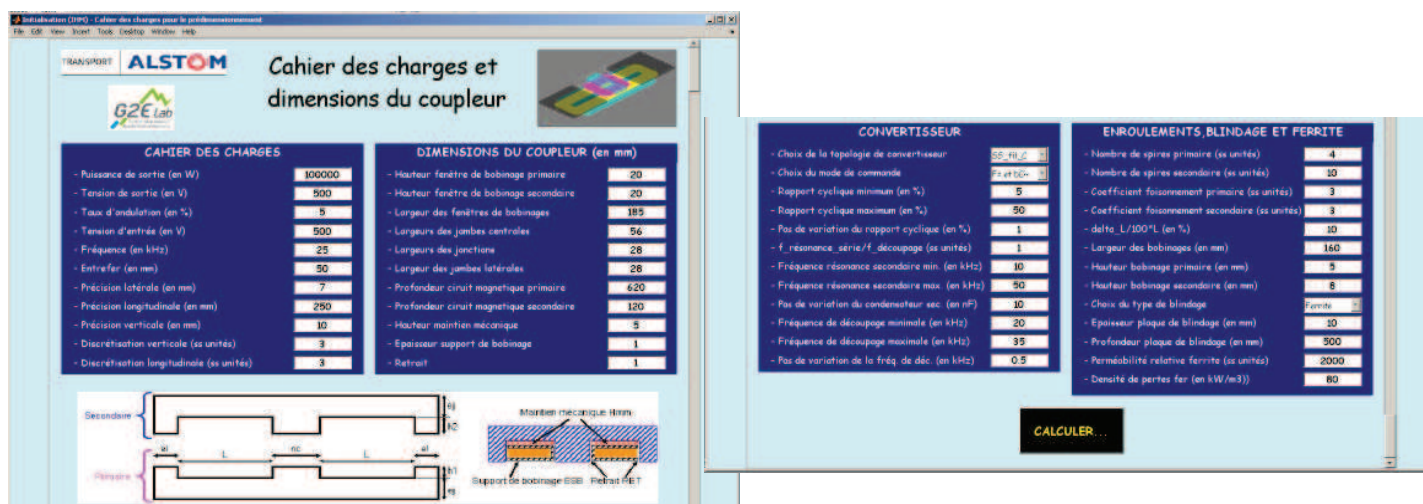 Initialisation (IHM) - Cahier des charges pour le prédimensionnement
File Edit View Insert Tools Desktop Window Help
TRANSPORT ALSTOM
G2ELab
Cahier des charges et
dimensions du coupleur
CAHIER DES CHARGES
- Puissance de sortie (en W) 100000
- Tension de sortie (en V) 500
- Taux d'ondulation (en %) 5
- Tension d'entrée (en V) 500
- Fréquence (en kHz) 25
- Entrefer (en mm) 50
- Précision latérale (en mm) 7
- Précision longitudinale (en mm) 250
- Précision verticale (en mm) 10
- Discrétisation verticale (ss unités) 3
- Discrétisation longitudinale (ss unités) 3
DIMENSIONS DU COUPLEUR (en mm)
- Hauteur fenêtre de bobinage primaire 20
- Hauteur fenêtre de bobinage secondaire 20
- Largeur des fenêtres de bobinages 185
- Largeurs des jambes centrales 56
- Largeurs des jonctions 28
- Largeur des jambes latérales 28
- Profondeur ciruit magnetique primaire 620
- Profondeur ciruit magnetique secondaire 120
- Hauteur maintien mécanique 5
- Epaisseur support de bobinage 1
- Retrait 1
Secondaire
Primaire
ej
h2
el L nc L el
h1
ej
Maintien mécanique Hmm
Support de bobinage ESB Retrait RET
CONVERTISSEUR
- Choix de la topologie de convertisseur SS_fil_C
- Choix du mode de commande
- Rapport cyclique minimum (en %) 5
- Rapport cyclique maximum (en %) 50
- Pas de variation du rapport cyclique (en %) 1
- f_résonance_série/f_découpage (ss unités) 1
- Fréquence résonance secondaire min. (en kHz) 10
- Fréquence résonance secondaire max. (en kHz) 50
- Pas de variation du condensateur sec. (en nF) 10
- Fréquence de découpage minimale (en kHz) 20
- Fréquence de découpage maximale (en kHz) 35
- Pas de variation de la fréq. de déc. (en kHz) 0.5
ENROULEMENTS,BLINDAGE ET FERRITE
- Nombre de spires primaire (ss unités) 4
- Nombre de spires secondaire (ss unités) 10
- Coefficient foisonnement primaire (ss unités) 3
- Coefficient foisonnement secondaire (ss unités) 3
- delta_L/100*L (en %) 10
- Largeur des bobinages (en mm) 160
- Hauteur bobinage primaire (en mm) 5
- Hauteur bobinage secondaire (en mm) 8
- Choix du type de blindage Ferrite
- Epaisseur plaque de blindage (en mm) 10
- Profondeur plaque de blindage (en mm) 500
- Perméabilité relative ferrite (ss unités) 2000
- Densité de pertes fer (en kW/m3)) 80
CALCULER...